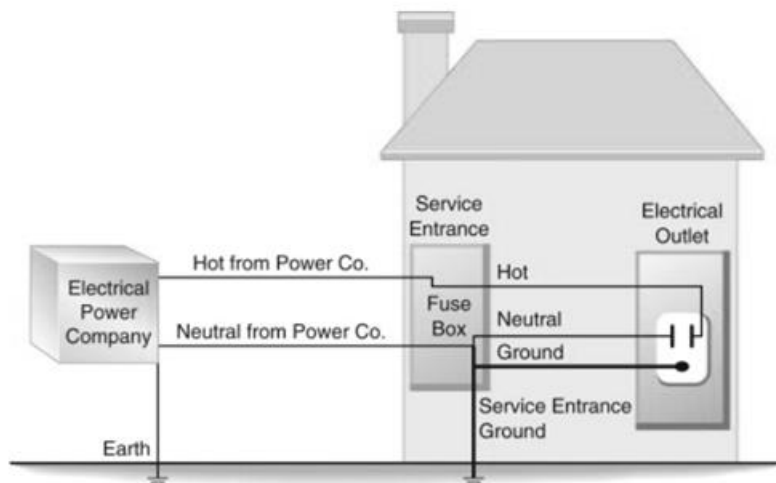 Service
Entrance
Electrical
Outlet
Hot from Power Co.
Hot
Electrical
Power
Company
Fuse
Box
Neutral from Power Co.
Neutral
Ground
Service Entrance
Ground
Earth